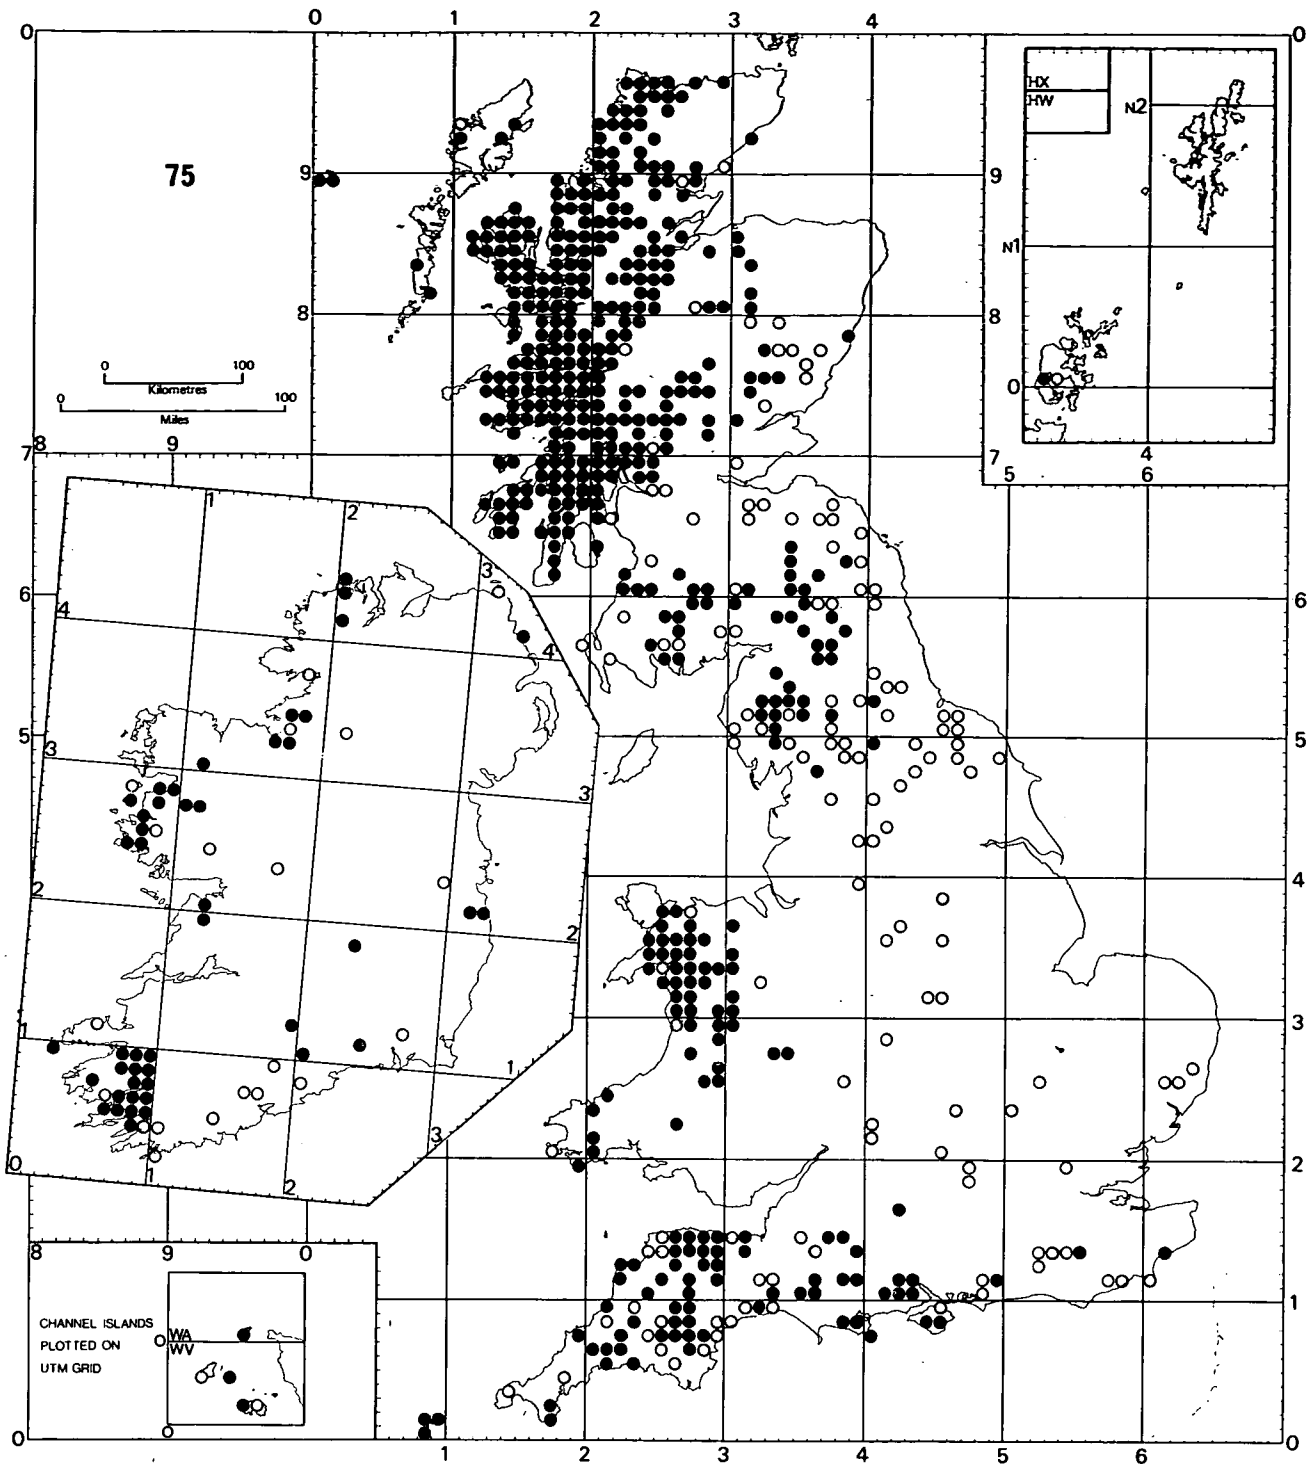 0 1 2 3 4
0 0
HX
HW
N2
75
9 9
N1
8 8
0 100
Kilometres
0 100
Miles
0
8 9
7 7
4
5 6
1 2
3
6 6
4 4
5 5
3 3
4
2 2
3
1 1
3
2
0 1 2
1
8 9 0
CHANNEL ISLANDS
PLOTTED ON
UTM GRID
0 WA
WV
0
0 1 2 3 4 5 6 0